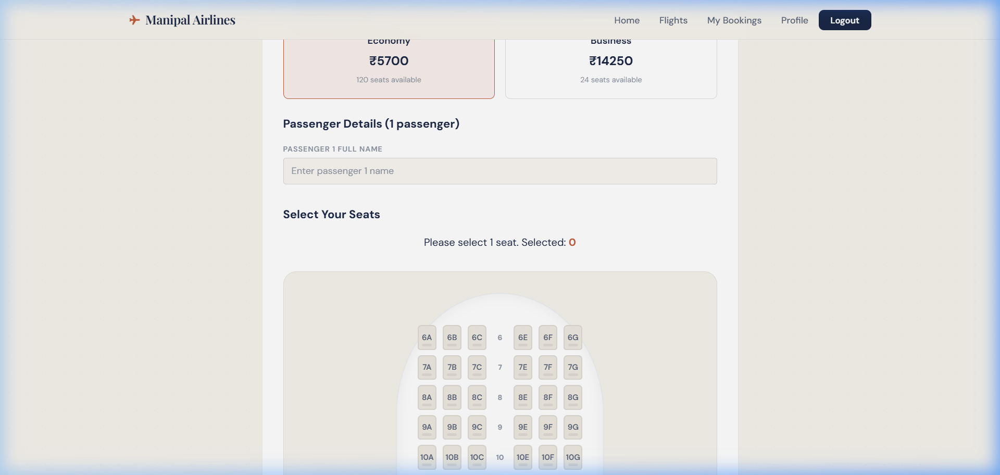 Manipal Airlines
Home Flights My Bookings Profile Logout
Economy Business
₹5700 ₹14250
120 seats available 24 seats available
Passenger Details (1 passenger)
PASSENGER 1 FULL NAME
Enter passenger 1 name
Select Your Seats
Please select 1 seat. Selected: 0
6A 6B 6C 6 6E 6F 6G
7A 7B 7C 7 7E 7F 7G
8A 8B 8C 8 8E 8F 8G
9A 9B 9C 9 9E 9F 9G
10A 10B 10C 10 10E 10F 10G